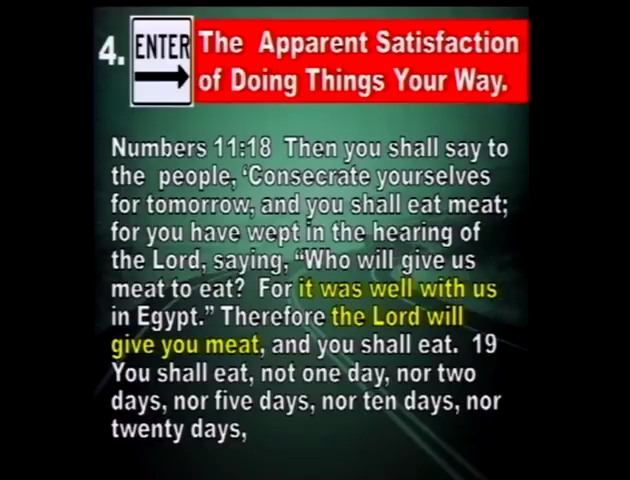 4. ENTER The Apparent Satisfaction
of Doing Things Your Way.
Numbers 11:18 Then you shall say to
the people, ‘Consecrate yourselves
for tomorrow, and you shall eat meat;
for you have wept in the hearing of
the Lord, saying, “Who will give us
meat to eat? For it was well with us
in Egypt.” Therefore the Lord will
give you meat, and you shall eat. 19
You shall eat, not one day, nor two
days, nor five days, nor ten days, nor
twenty days,